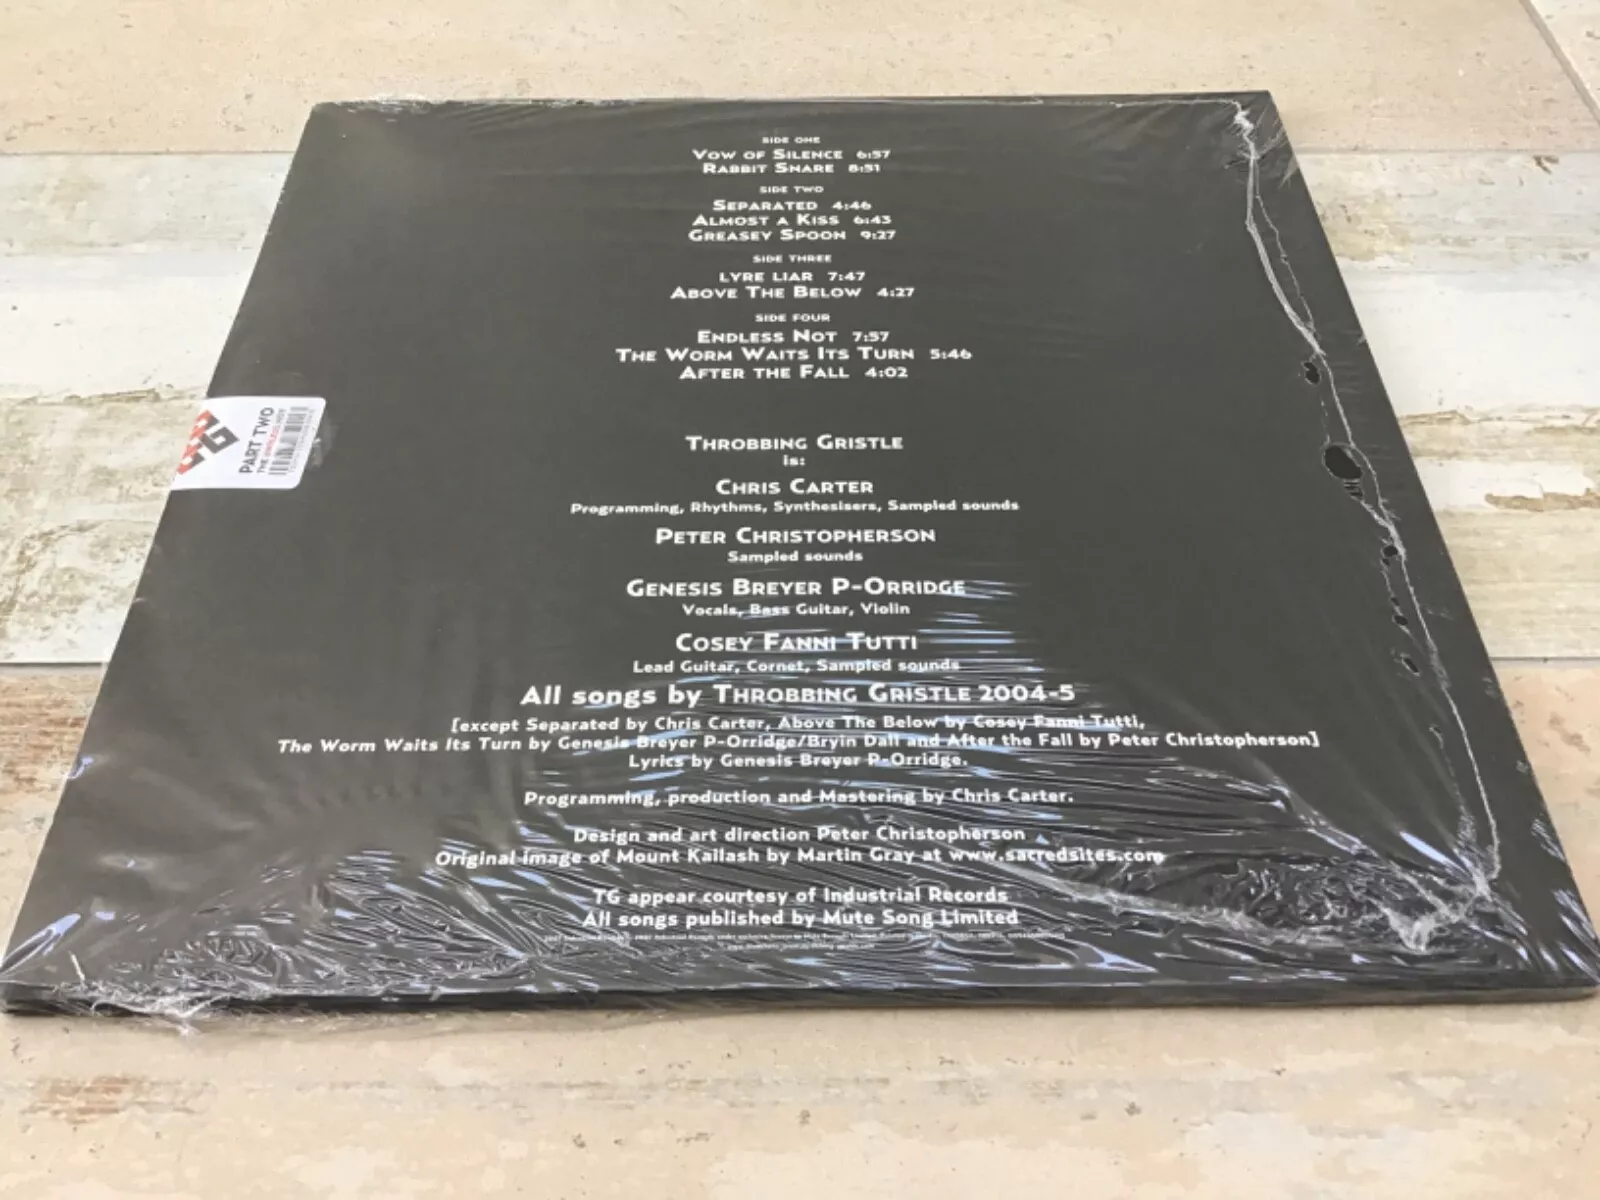 SIDE ONE
VOW OF SILENCE 6:57
RABBIT SNARE 8:51
SIDE TWO
SEPARATED 4:46
ALMOST A KISS 6:43
GREASEY SPOON 9:27
SIDE THREE
LYRE LIAR 7:47
ABOVE THE BELOW 4:27
SIDE FOUR
ENDLESS NOT 7:57
THE WORM WAITS ITS TURN 5:46
AFTER THE FALL 4:02
PART TWO
THE ENDLESS NOT
THROBBING GRISTLE
is:
CHRIS CARTER
Programming, Rhythms, Synthesisers, Sampled sounds
PETER CHRISTOPHERSON
Sampled sounds
GENESIS BREYER P-ORRIDGE
Vocals, Bass Guitar, Violin
COSEY FANNI TUTTI
Lead Guitar, Cornet, Sampled sounds
All songs by THROBBING GRISTLE 2004-5
[except Separated by Chris Carter, Above The Below by Cosey Fanni Tutti,
The Worm Waits Its Turn by Genesis Breyer P-Orridge/Bryin Dall and After the Fall by Peter Christopherson]
Lyrics by Genesis Breyer P-Orridge.
Programming, production and Mastering by Chris Carter.
Design and art direction Peter Christopherson
Original image of Mount Kailash by Martin Gray at www.sacredsites.com
TG appear courtesy of Industrial Records
All songs published by Mute Song Limited